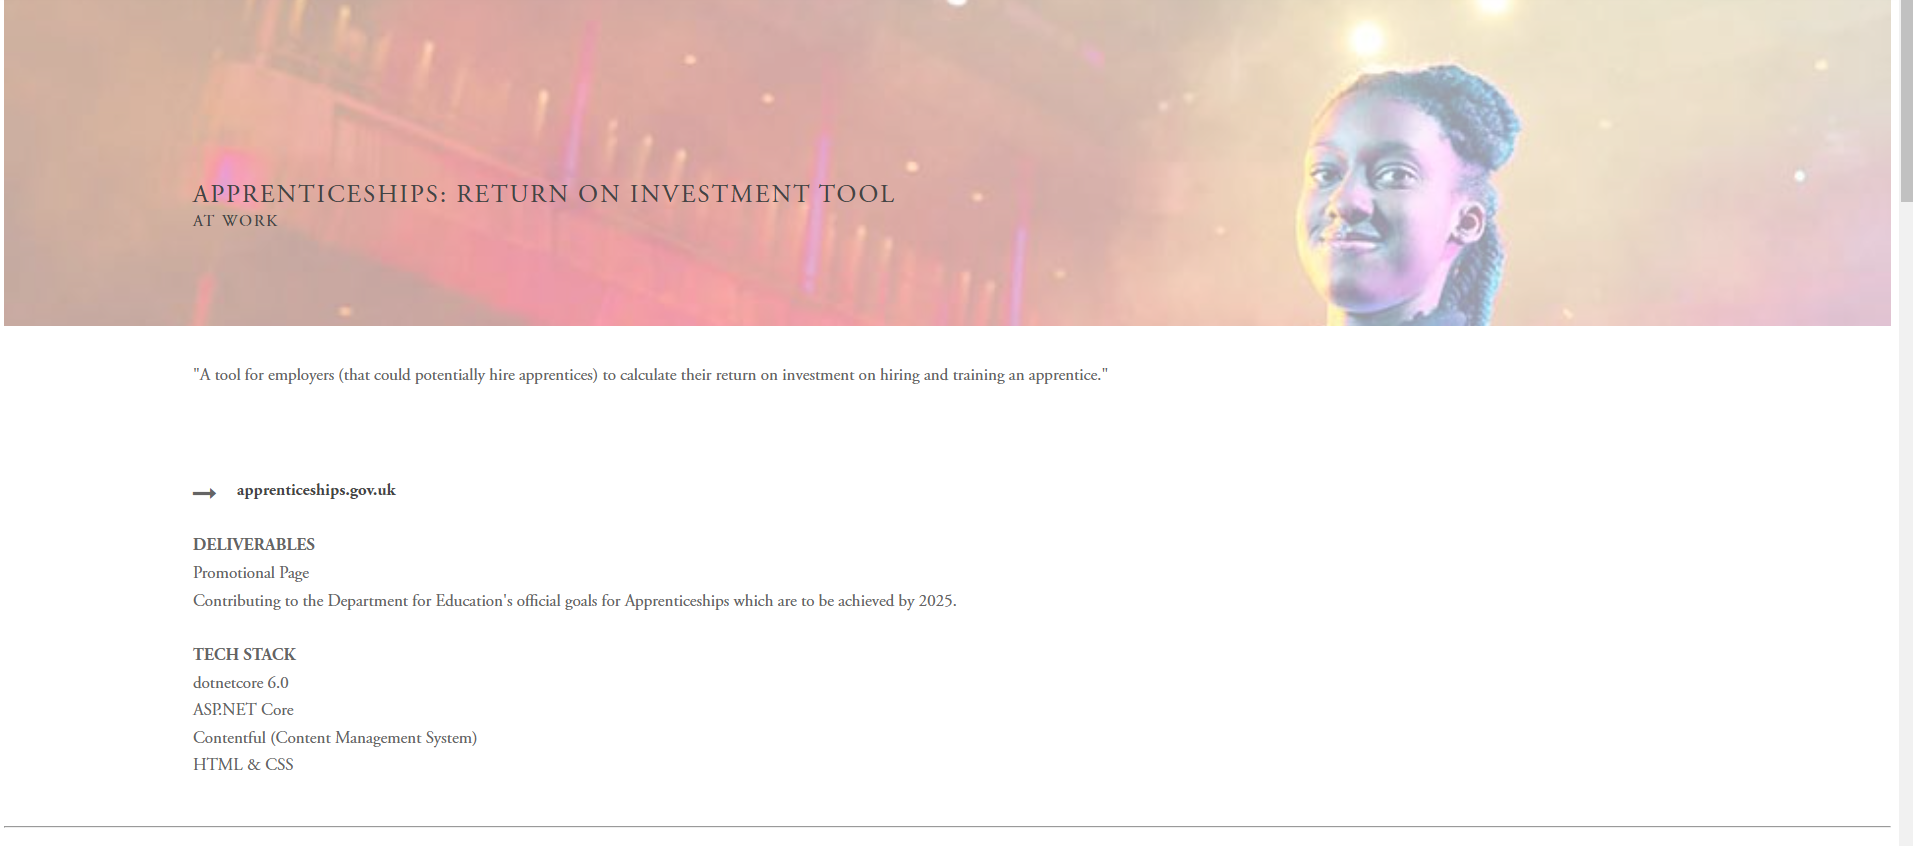 APPRENTICESHIPS: RETURN ON INVESTMENT TOOL
AT WORK
"A tool for employers (that could potentially hire apprentices) to calculate their return on investment on hiring and training an apprentice."
apprenticeships.gov.uk
DELIVERABLES
Promotional Page
Contributing to the Department for Education's official goals for Apprenticeships which are to be achieved by 2025.
TECH STACK
dotnetcore 6.0
ASP.NET Core
Contentful (Content Management System)
HTML & CSS